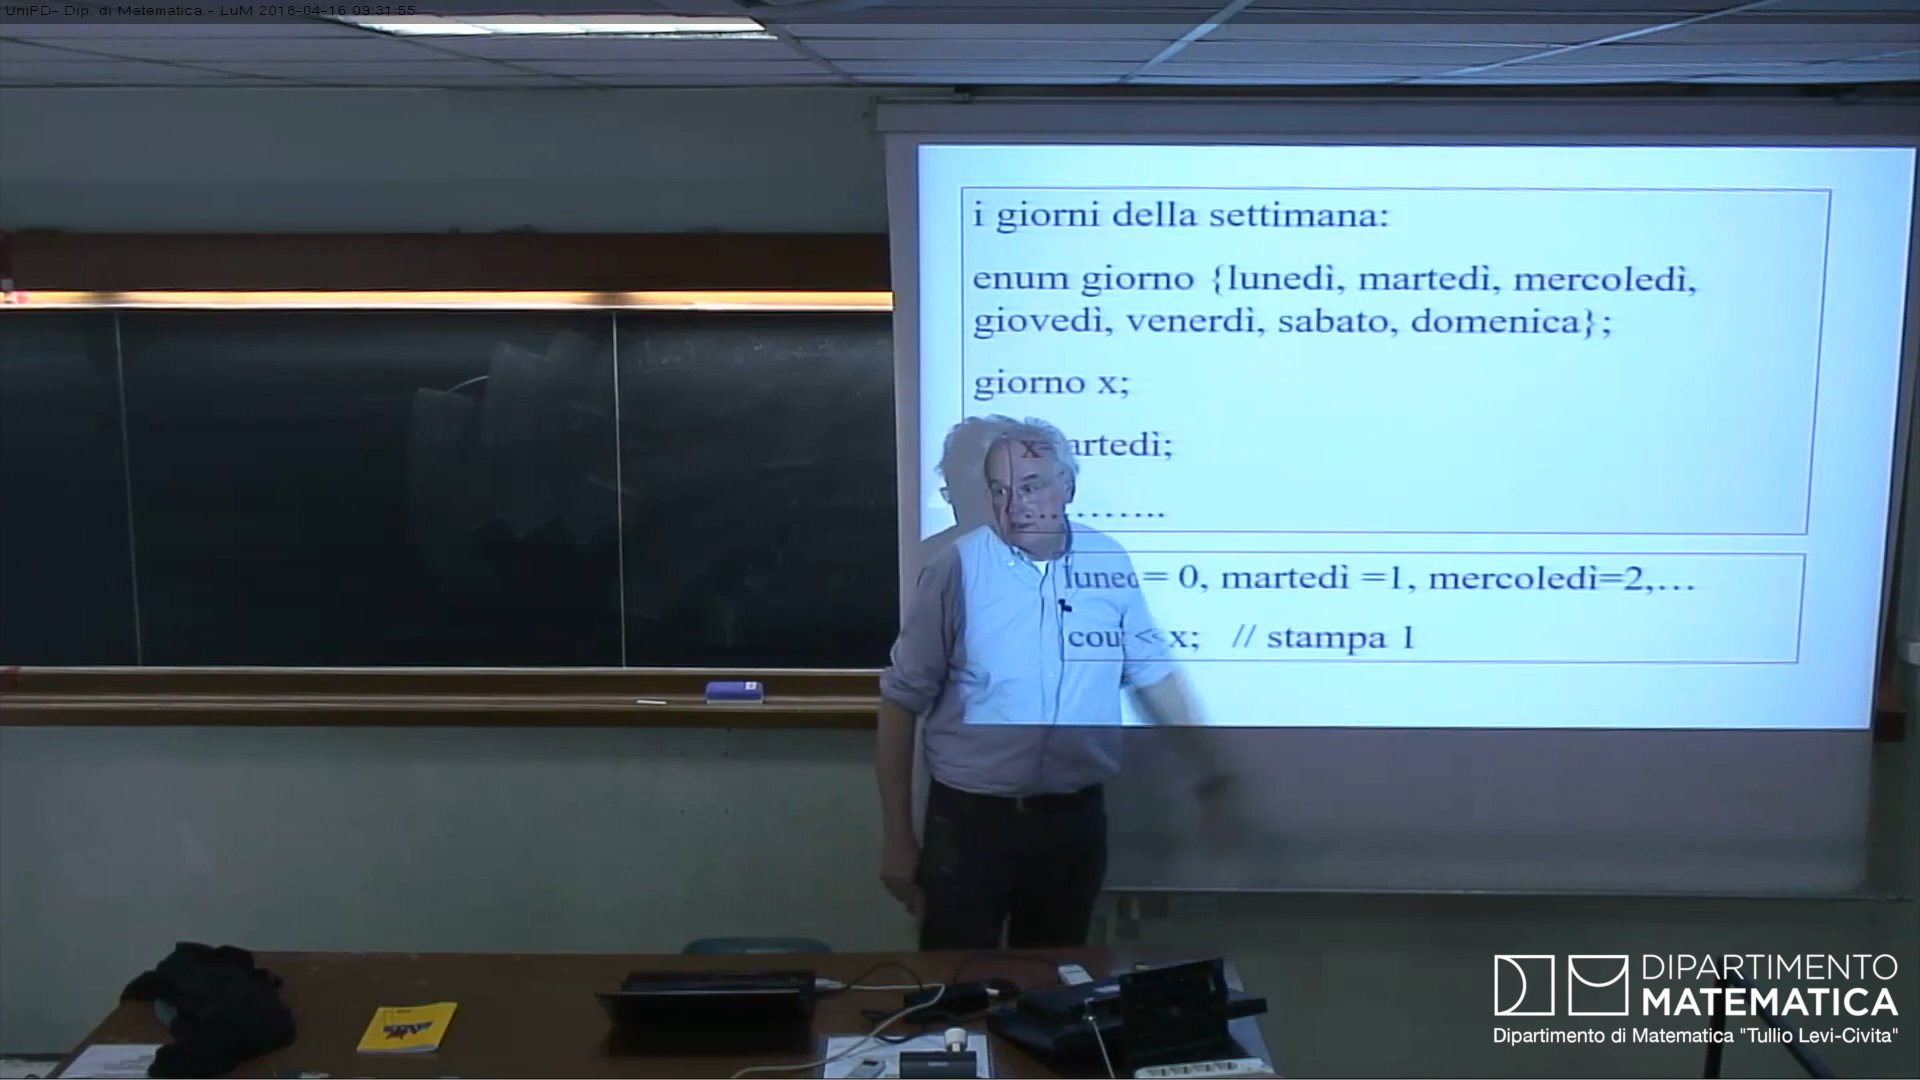 UniPD- Dip. di Matematica - LuM 2018-04-16 09:31:55
i giorni della settimana:
enum giorno {lunedì, martedì, mercoledì,
giovedì, venerdì, sabato, domenica};
giorno x;
artedì;
...........
= 0, martedì =1, mercoledì=2,...
<< x; // stampa 1
DIPARTIMENTO
MATEMATICA
Dipartimento di Matematica "Tullio Levi-Civita"